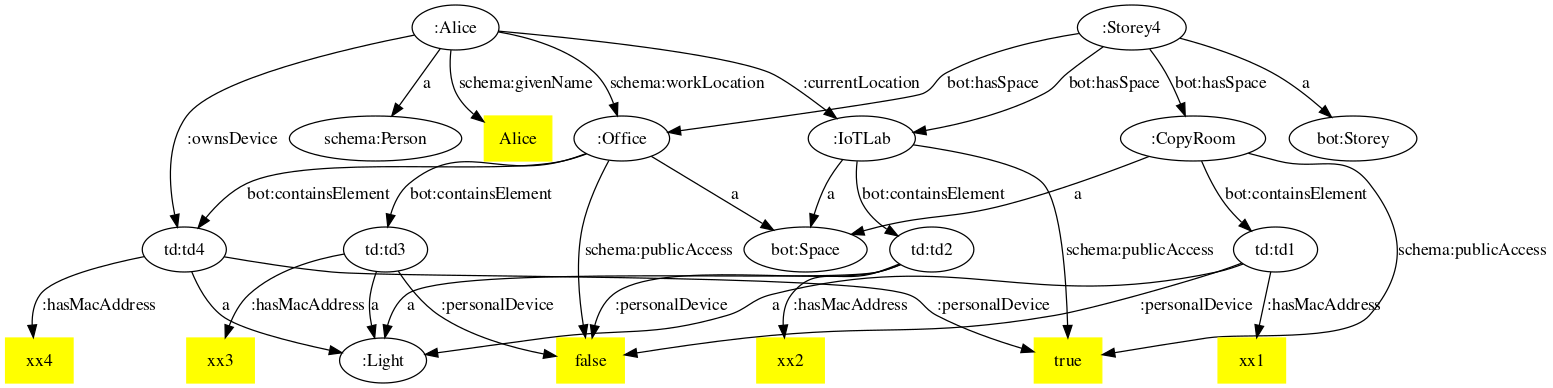 :Alice
:Storey4
a
schema:givenName
schema:workLocation
:currentLocation
bot:hasSpace
bot:hasSpace
bot:hasSpace
a
:ownsDevice
schema:Person
Alice
:Office
:IoTLab
:CopyRoom
bot:Storey
bot:containsElement
bot:containsElement
a
a
bot:containsElement
a
bot:containsElement
td:td4
td:td3
schema:publicAccess
bot:Space
td:td2
schema:publicAccess
td:td1
schema:publicAccess
:hasMacAddress
a
:hasMacAddress
a
a
:personalDevice
:personalDevice
a
:hasMacAddress
:personalDevice
:personalDevice
:hasMacAddress
xx4
xx3
:Light
false
xx2
true
xx1